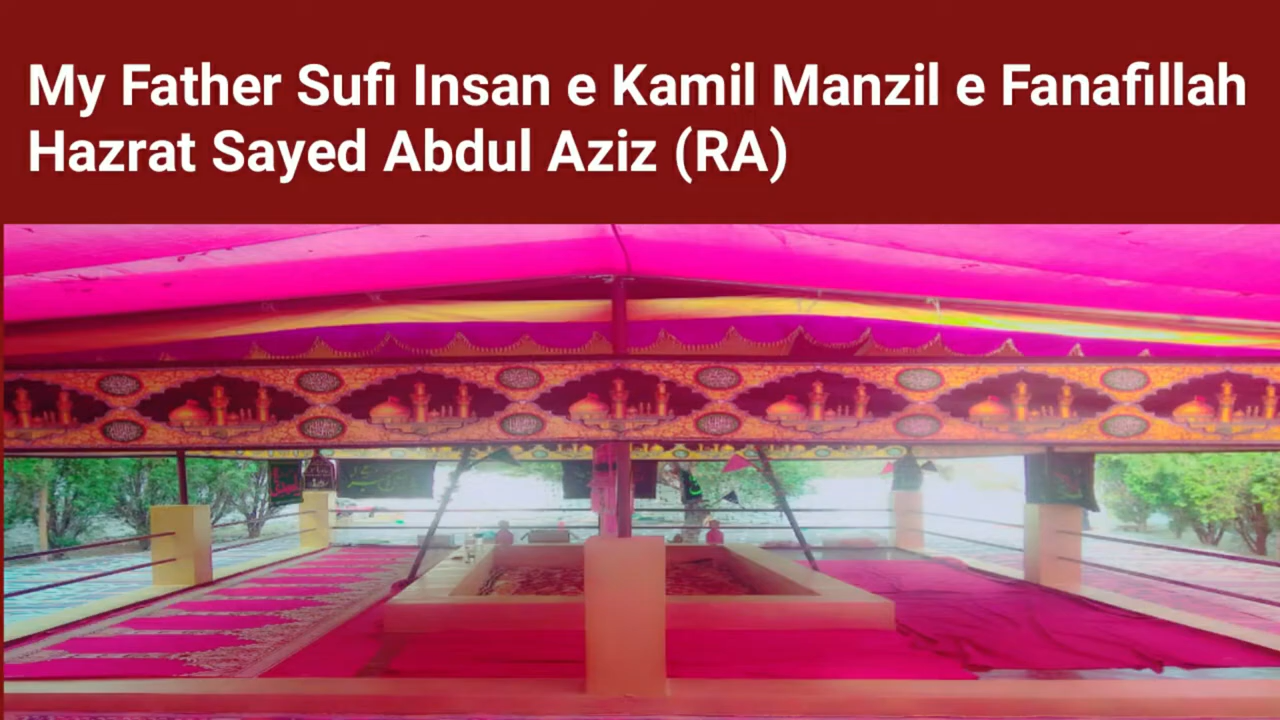 My Father Sufi Insan e Kamil Manzil e Fanafillah
Hazrat Sayed Abdul Aziz (RA)